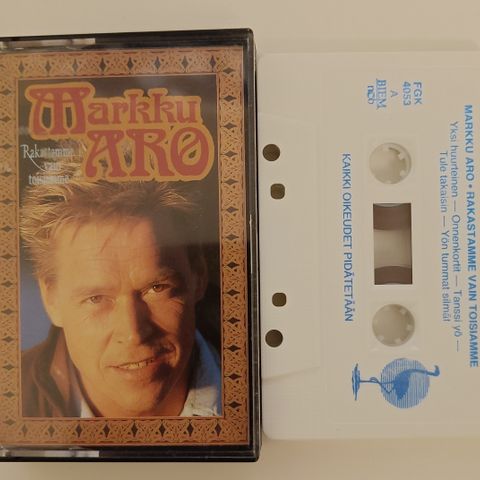 Markku
ARO
Rakastamme
vain
toisiamme
FGK
4053
A
BIEM
ncb
MARKKU ARO • RAKASTAMME VAIN TOISIAMME
Yksi huurteinen — Onnenkortit — Tanssi yö —
Tule takaisin — Yön tummat silmät
KAIKKI OIKEUDET PIDÄTETÄÄN